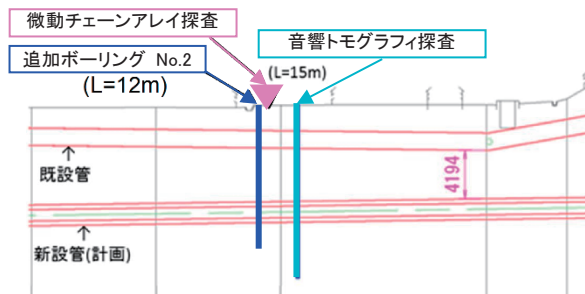 微動チェーンアレイ探査
音響トモグラフィ探査
追加ボーリング No.2
(L=12m)
(L=15m)
既設管
4194
新設管(計画)